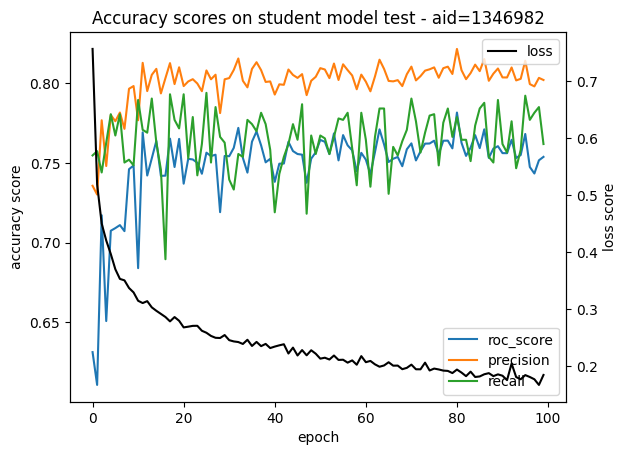 Accuracy scores on student model test - aid=1346982
loss
0.80
0.75
0.70
0.65
accuracy score
0.7
0.6
0.5
0.4
0.3
0.2
loss score
roc_score
precision
recall
0
20
40
60
80
100
epoch